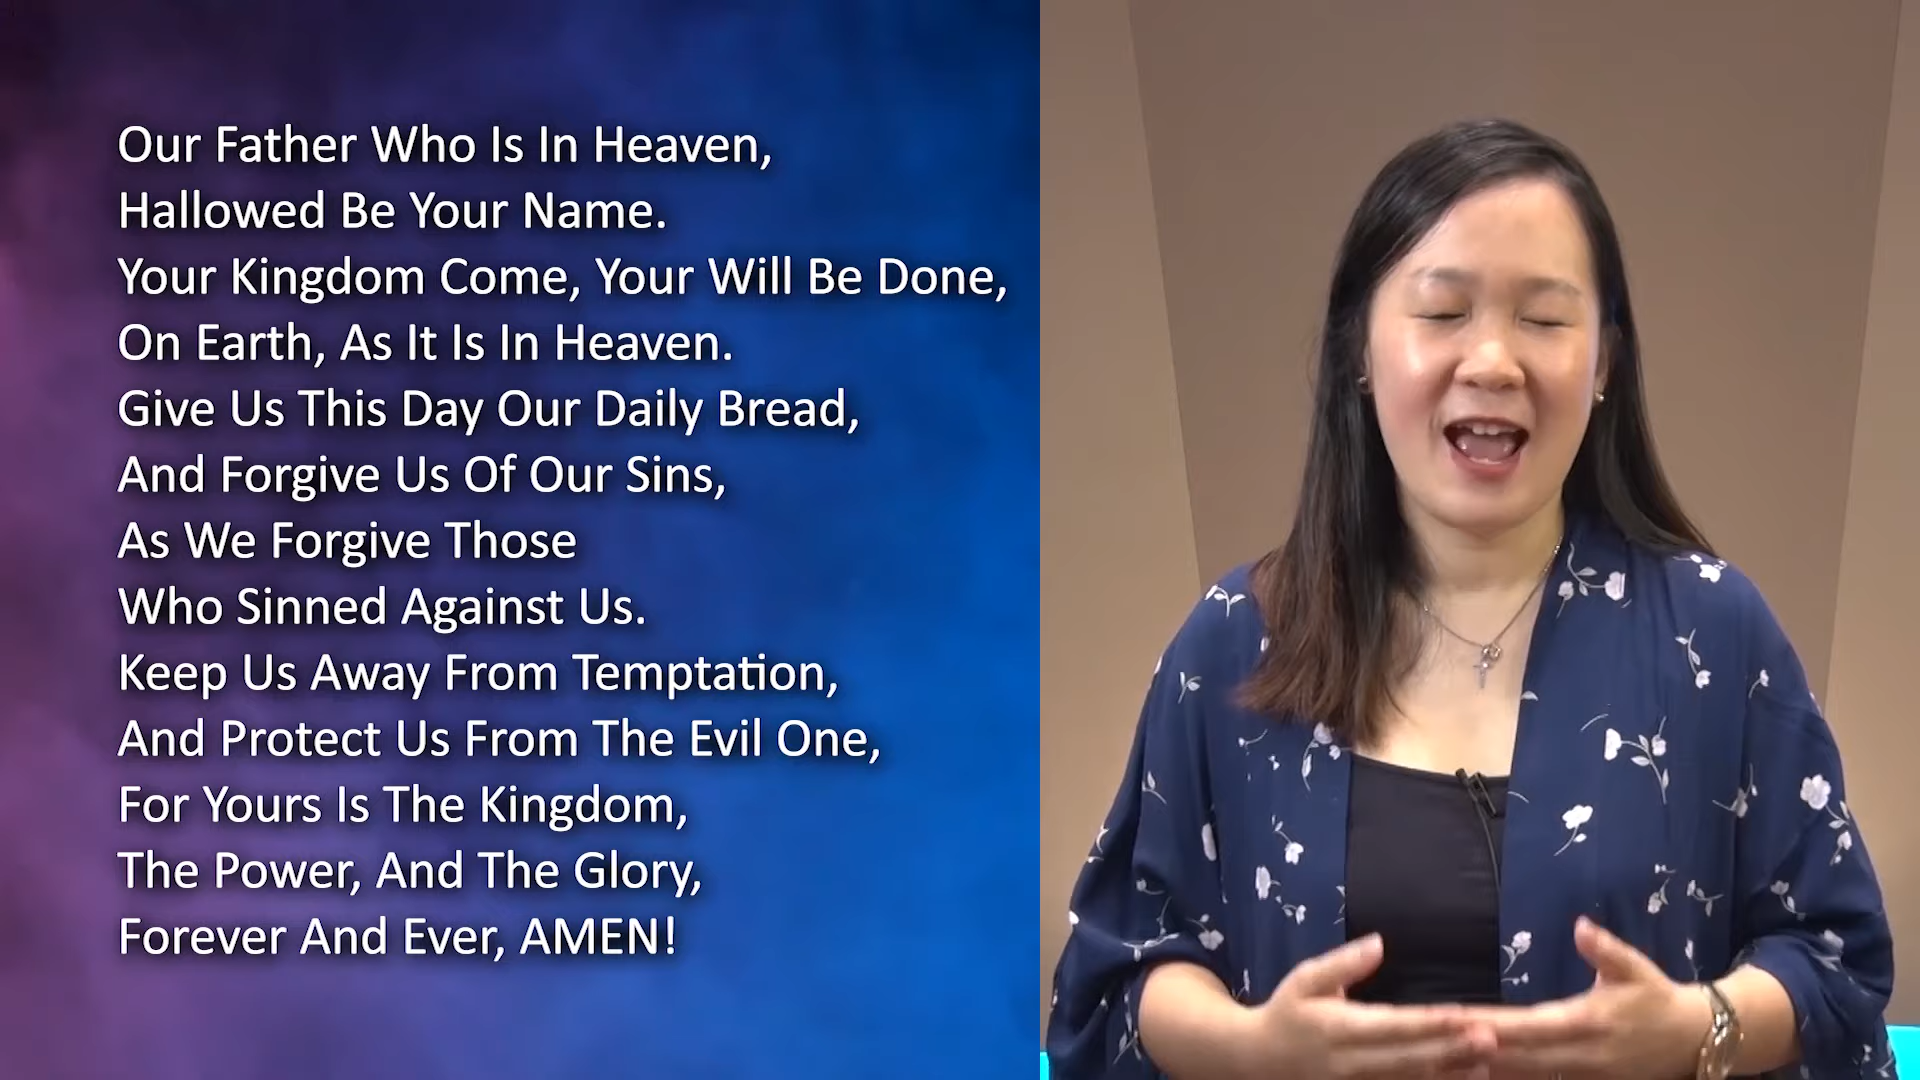 Our Father Who Is In Heaven,
Hallowed Be Your Name.
Your Kingdom Come, Your Will Be Done,
On Earth, As It Is In Heaven.
Give Us This Day Our Daily Bread,
And Forgive Us Of Our Sins,
As We Forgive Those
Who Sinned Against Us.
Keep Us Away From Temptation,
And Protect Us From The Evil One,
For Yours Is The Kingdom,
The Power, And The Glory,
Forever And Ever, AMEN!